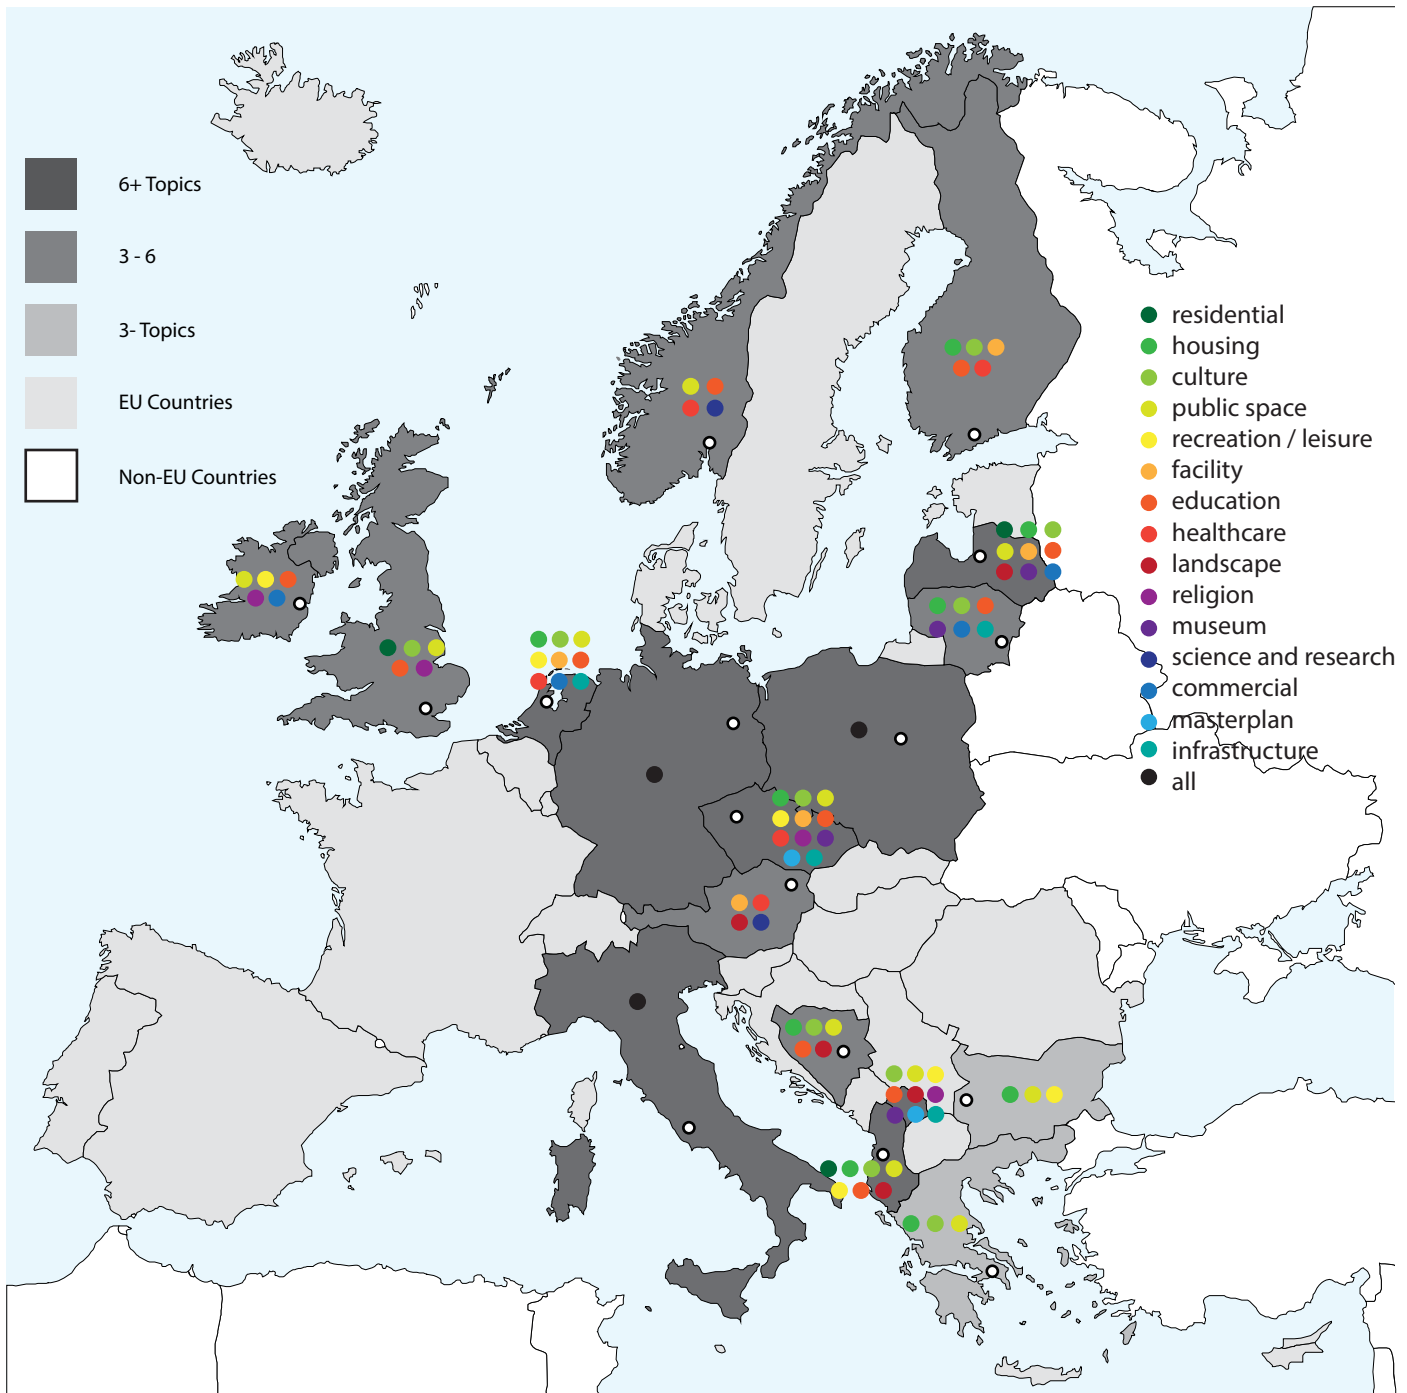 6+ Topics
3 - 6
3- Topics
EU Countries
Non-EU Countries
residential
housing
culture
public space
recreation / leisure
facility
education
healthcare
landscape
religion
museum
science and research
commercial
masterplan
infrastructure
all